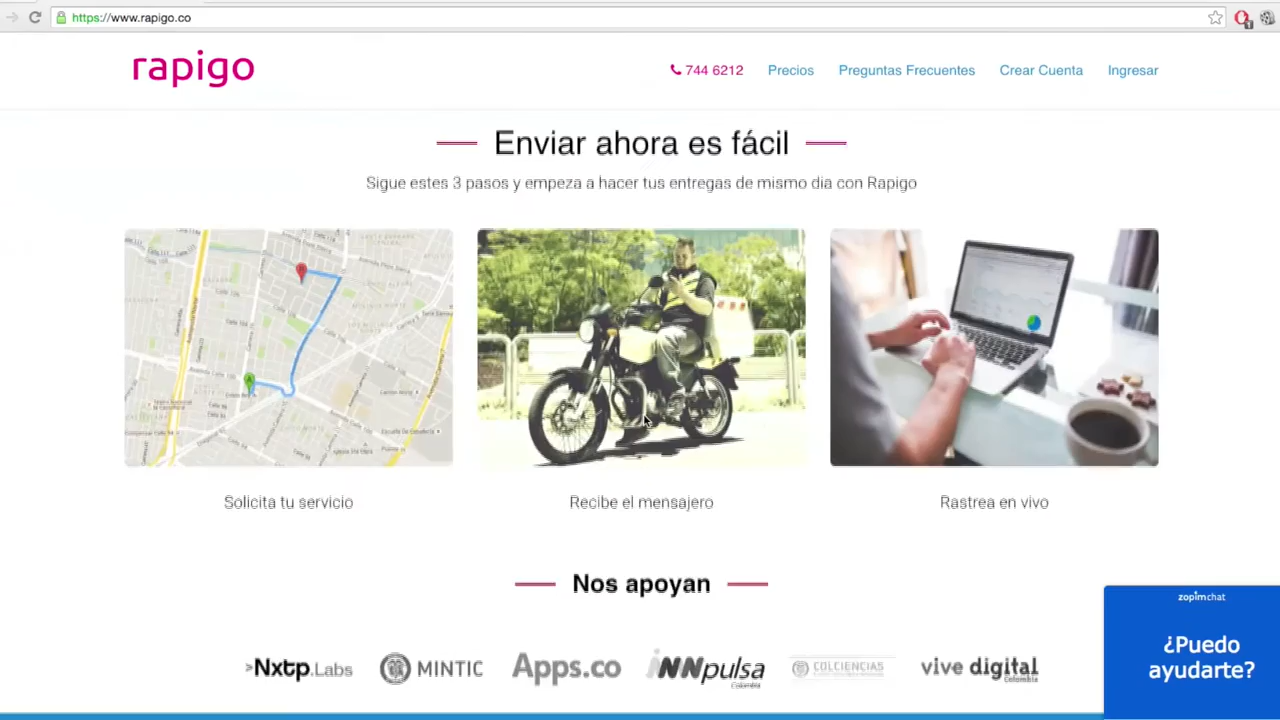 https://www.rapigo.co
rapigo
744 6212
Precios
Preguntas Frecuentes
Crear Cuenta
Ingresar
Enviar ahora es fácil
Sigue estes 3 pasos y empeza a hacer tus entregas de mismo dia con Rapigo
Solicita tu servicio
Recibe el mensajero
Rastrea en vivo
Nos apoyan
>Nxtp.Labs
MINTIC
Apps.co
iNNpulsa
Colombia
COLCIENCIAS
vive digital
Colombia
zopimchat
¿Puedo
ayudarte?